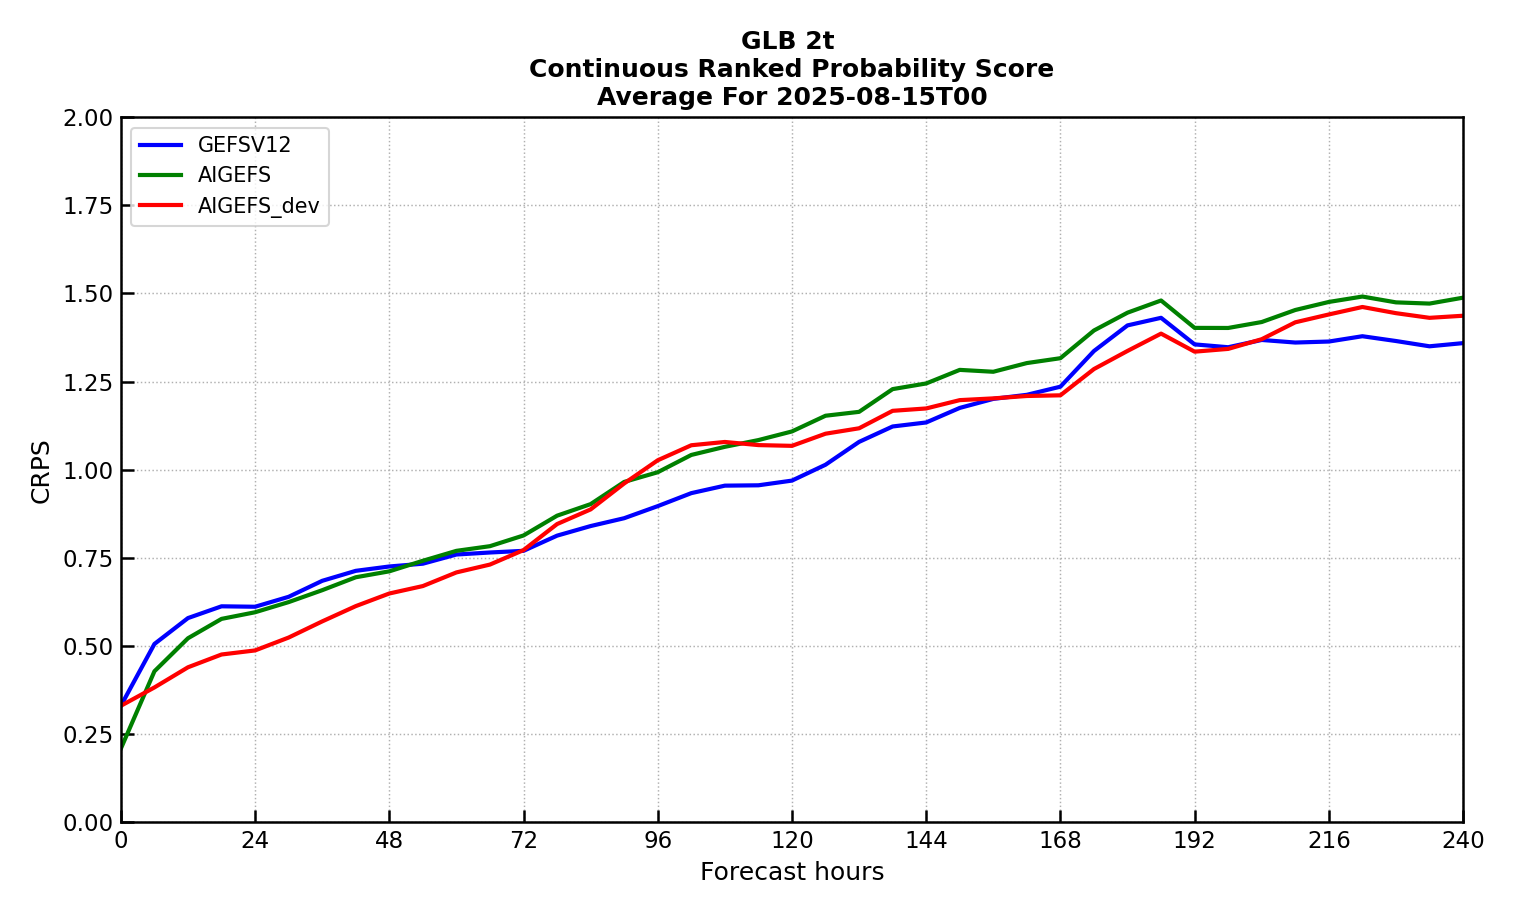 GLB 2t
Continuous Ranked Probability Score
Average For 2025-08-15T00
2.00
1.75
1.50
1.25
1.00
0.75
0.50
0.25
0.00
CRPS
GEFSV12
AIGEFS
AIGEFS_dev
0 24 48 72 96 120 144 168 192 216 240
Forecast hours